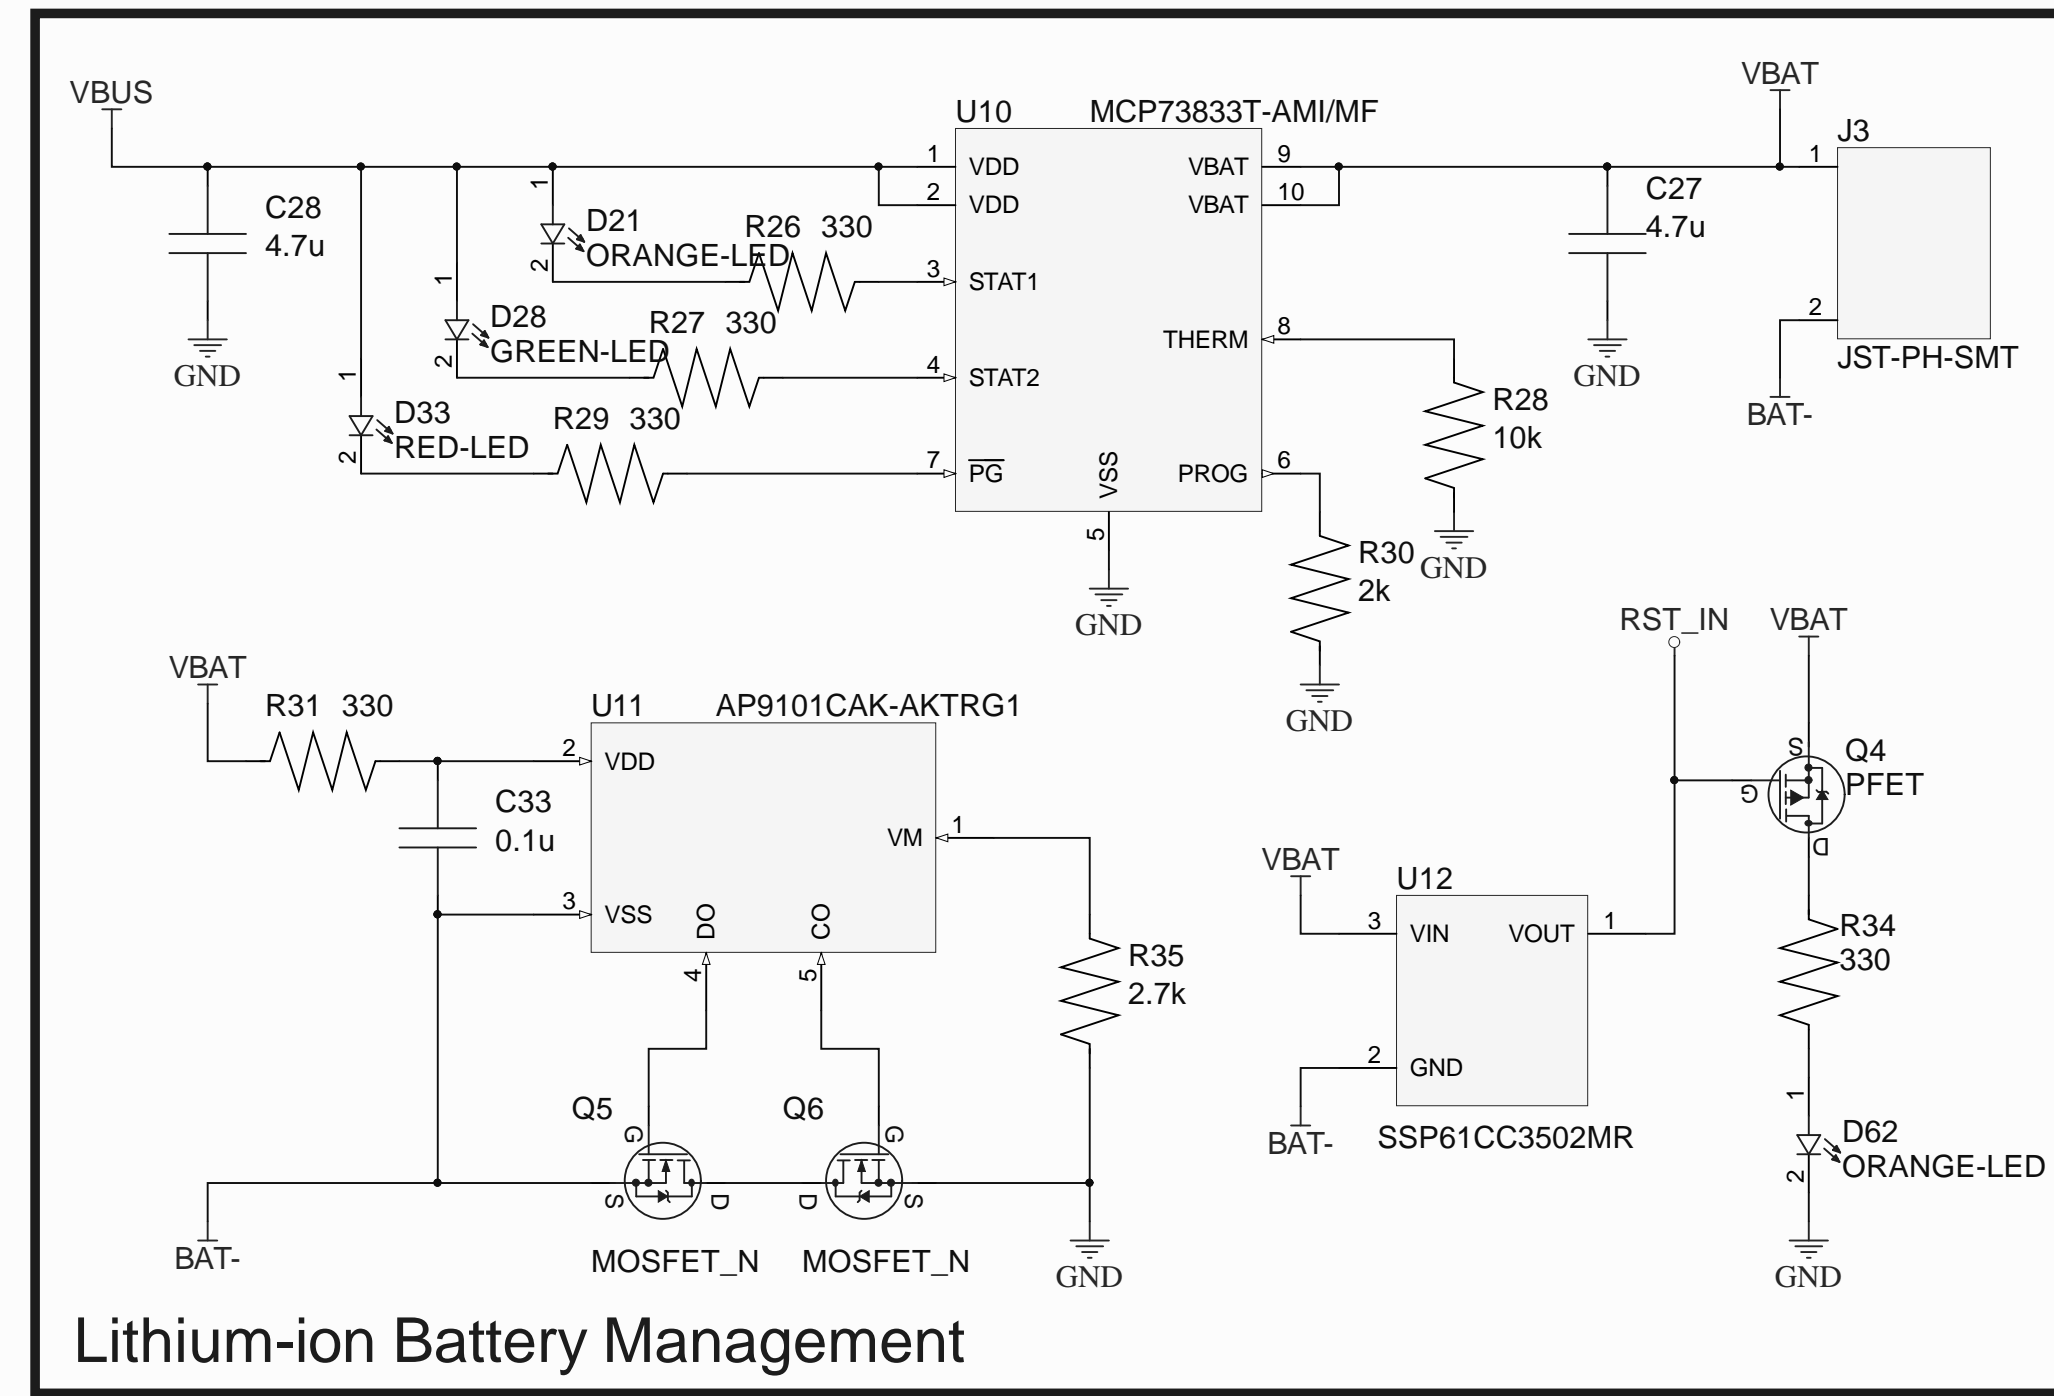 VBUS
VBAT
U10 MCP73833T-AMI/MF
J3
1 VDD
2 VDD
VBAT 9
VBAT 10
1
C28
4.7u
GND
1
D21
ORANGE-LED
2
R26 330
3 STAT1
1
D28
GREEN-LED
2
R27 330
4 STAT2
1
D33
RED-LED
2
R29 330
7 PG
VSS
5
GND
THERM 8
PROG 6
R28
10k
GND
R30
2k
GND
C27
4.7u
GND
2
JST-PH-SMT
BAT-
VBAT
R31 330
U11 AP9101CAK-AKTRG1
2 VDD
C33
0.1u
3 VSS
DO
4
CO
5
VM 1
R35
2.7k
Q5
G
S
D
MOSFET_N
Q6
G
D
S
MOSFET_N
BAT-
GND
RST_IN
VBAT
S
G
D
Q4
PFET
VBAT
U12
3 VIN
VOUT 1
2 GND
BAT-
SSP61CC3502MR
R34
330
1
D62
ORANGE-LED
2
GND
Lithium-ion Battery Management